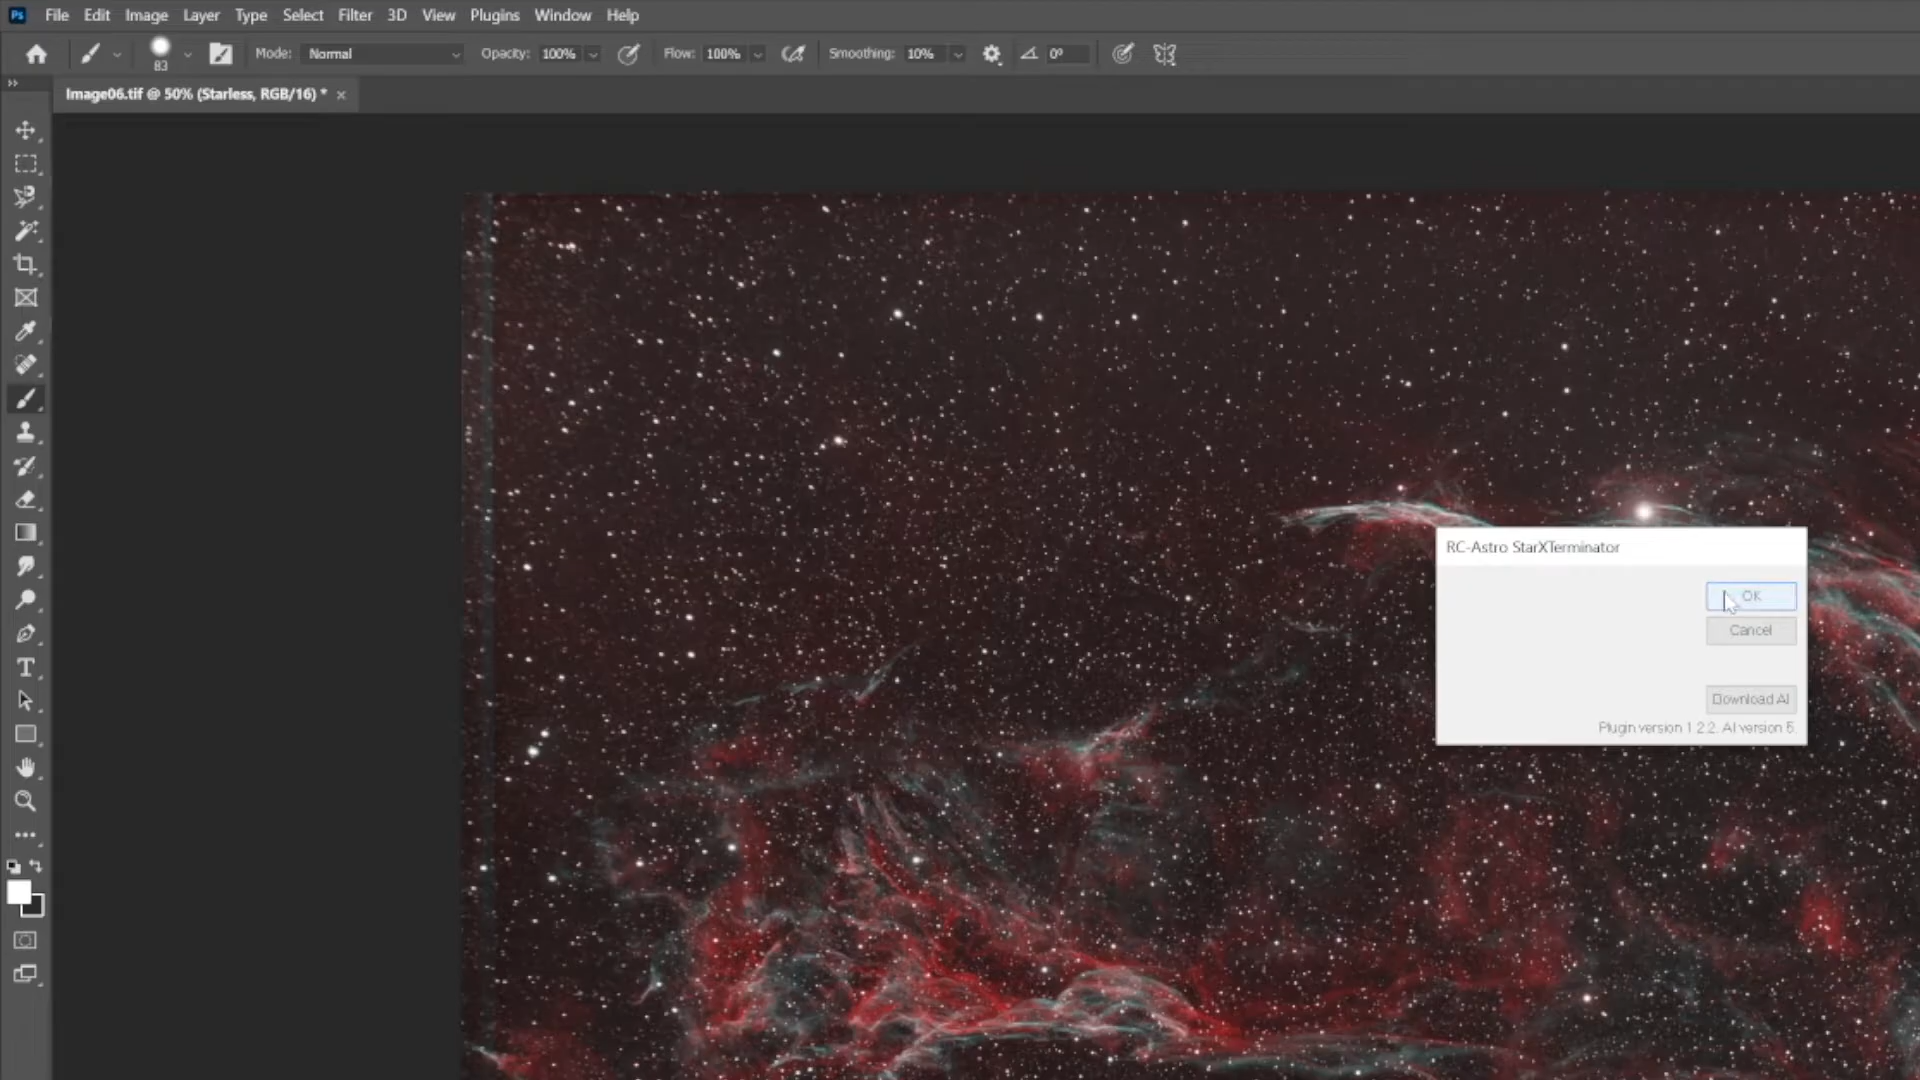 Ps File Edit Image Layer Type Select Filter 3D View Plugins Window Help
83 Mode: Normal Opacity: 100% Flow: 100% Smoothing: 10% 0°
Image06.tif @ 50% (Starless, RGB/16) * ×
RC-Astro StarXTerminator
OK
Cancel
Download AI
Plugin version 1.2.2. AI version 5.